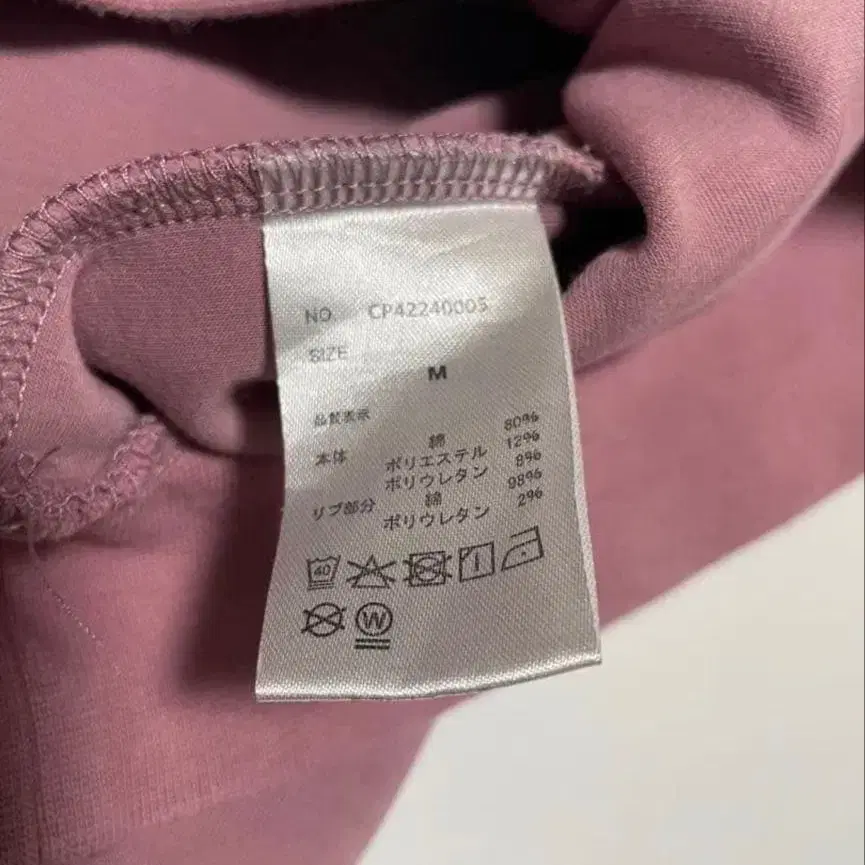 NO. CP42240005
SIZE
M
品質表示
本体 綿 80%
ポリエステル 12%
ポリウレタン 8%
リブ部分 綿 98%
ポリウレタン 2%
40
W